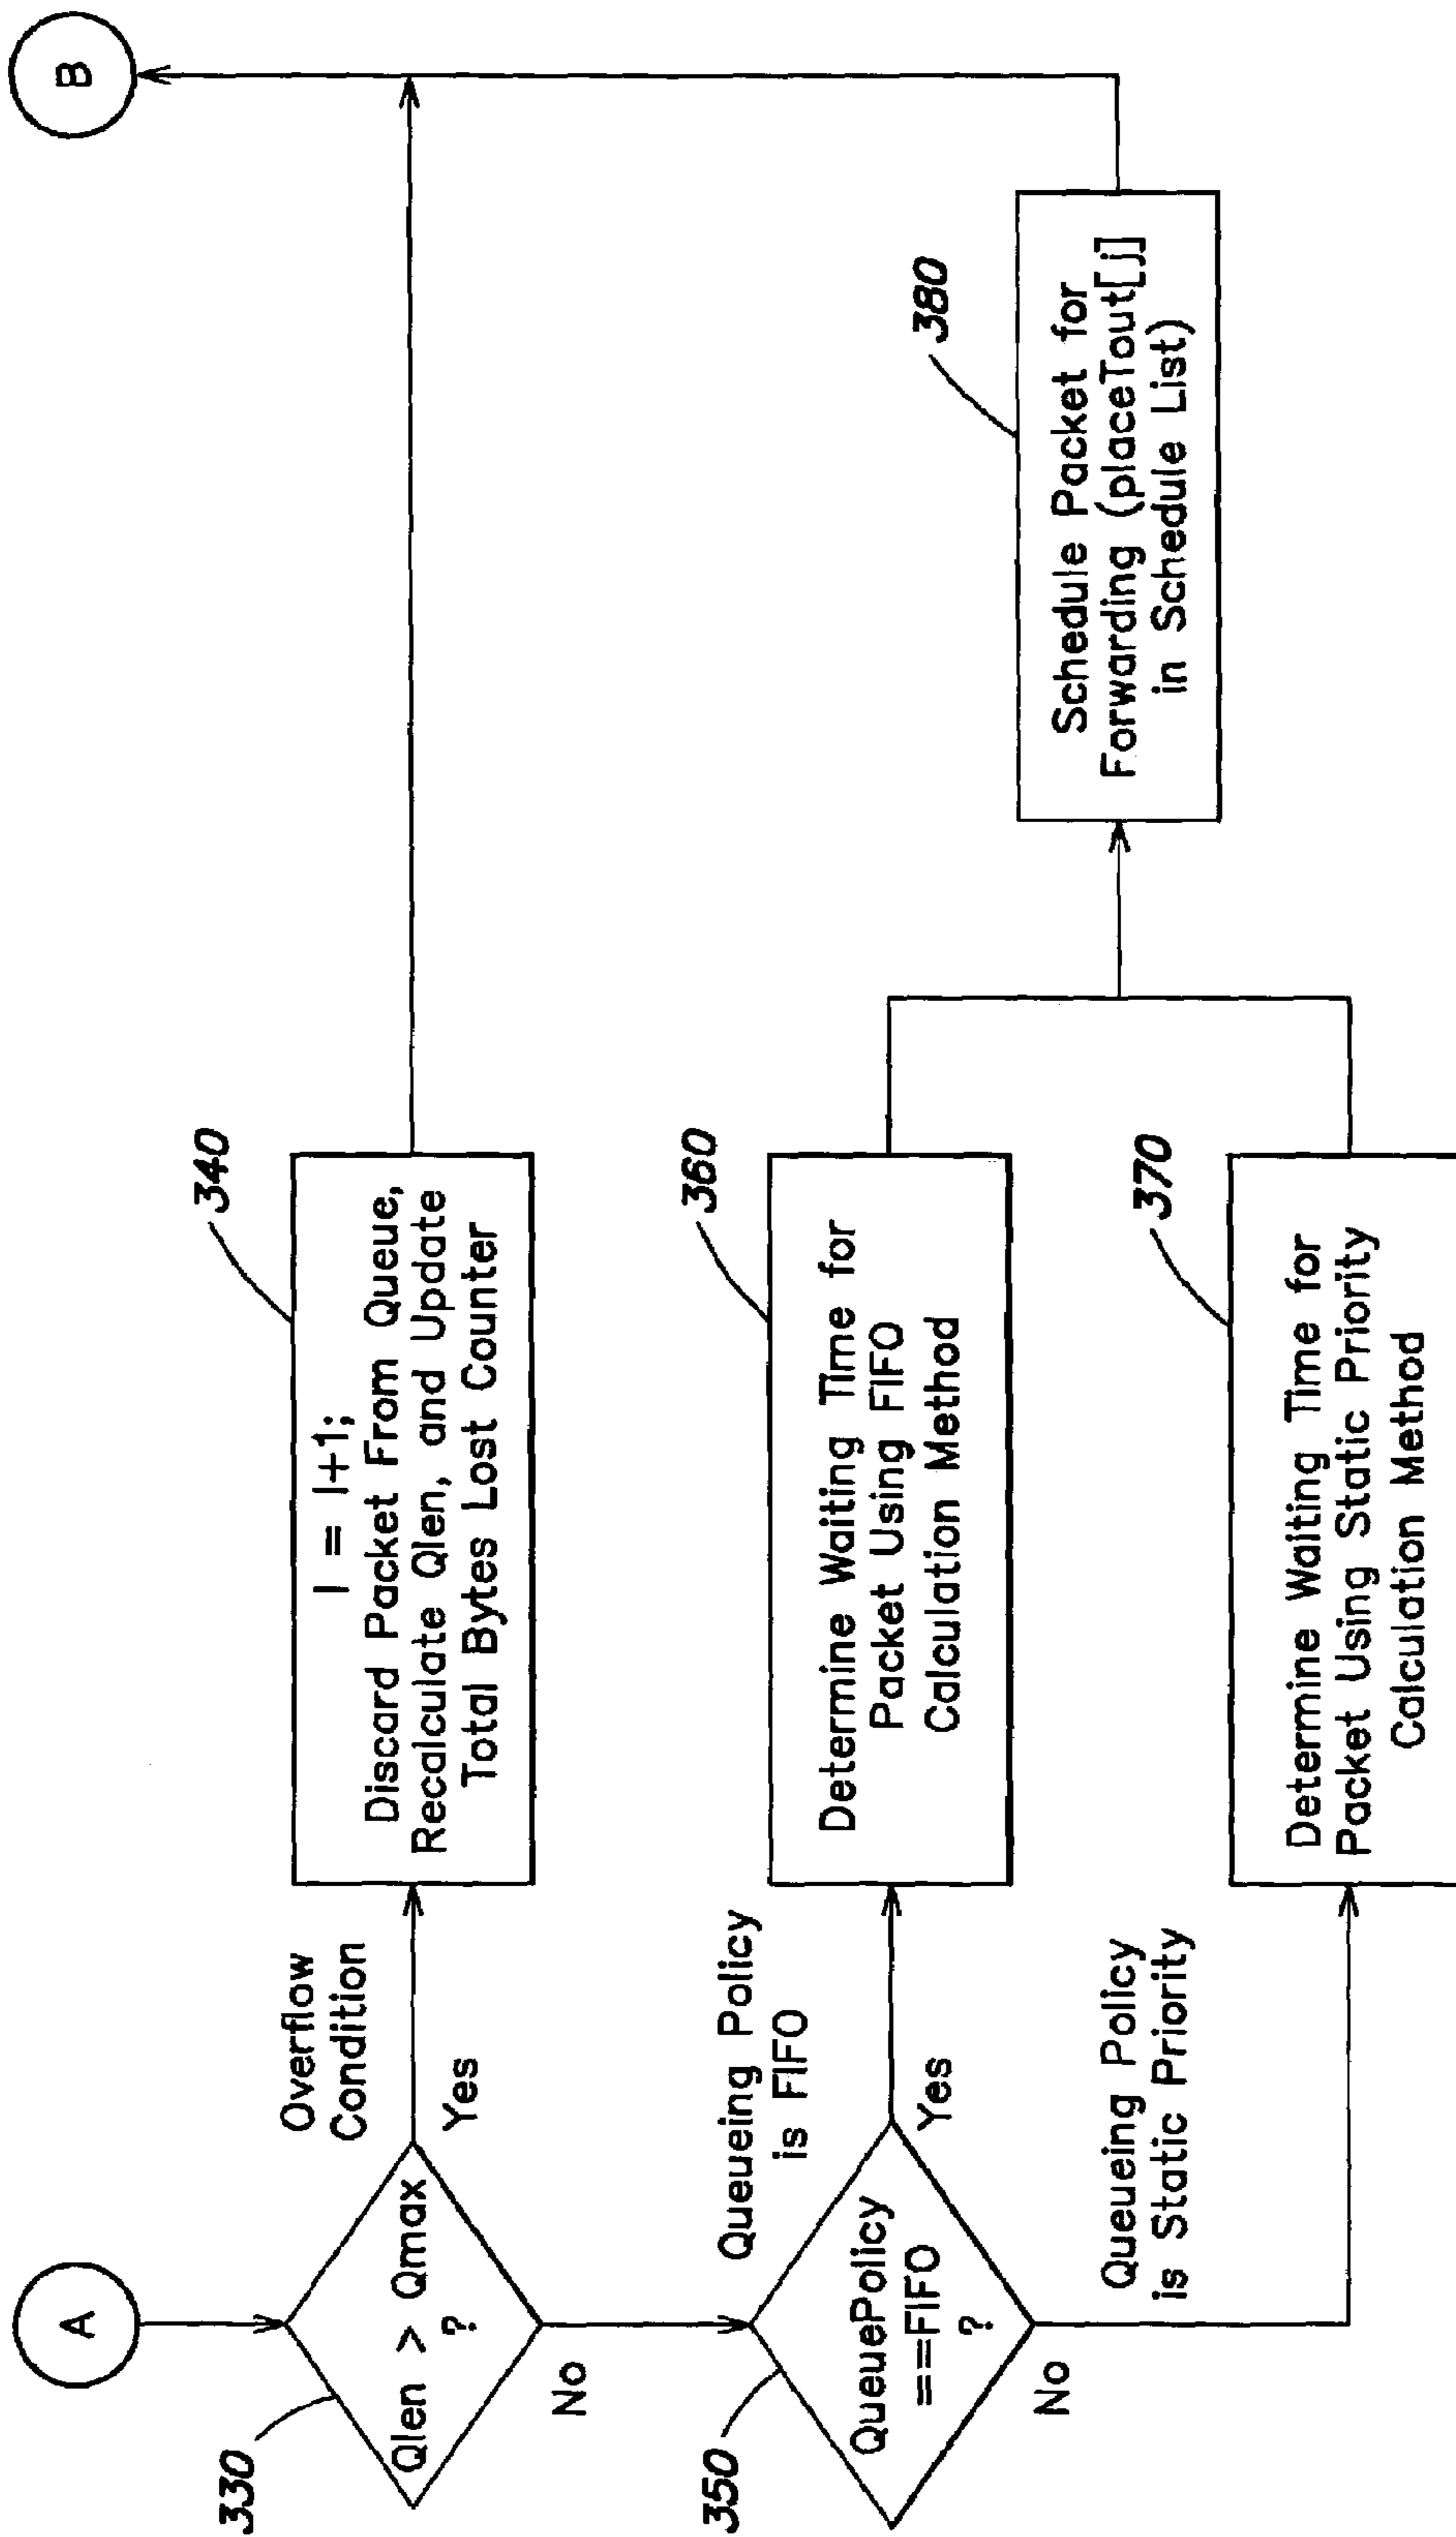 A
330
Qlen > Qmax
?
Overflow
Condition
Yes
No
340
I = I+1;
Discard Packet From Queue,
Recalculate Qlen, and Update
Total Bytes Lost Counter
B
350
QueuePolicy
==FIFO
?
Queueing Policy
is FIFO
Yes
No
360
Determine Waiting Time for
Packet Using FIFO
Calculation Method
Queueing Policy
is Static Priority
370
Determine Waiting Time for
Packet Using Static Priority
Calculation Method
380
Schedule Packet for
Forwarding (placeTout[j]
in Schedule List)